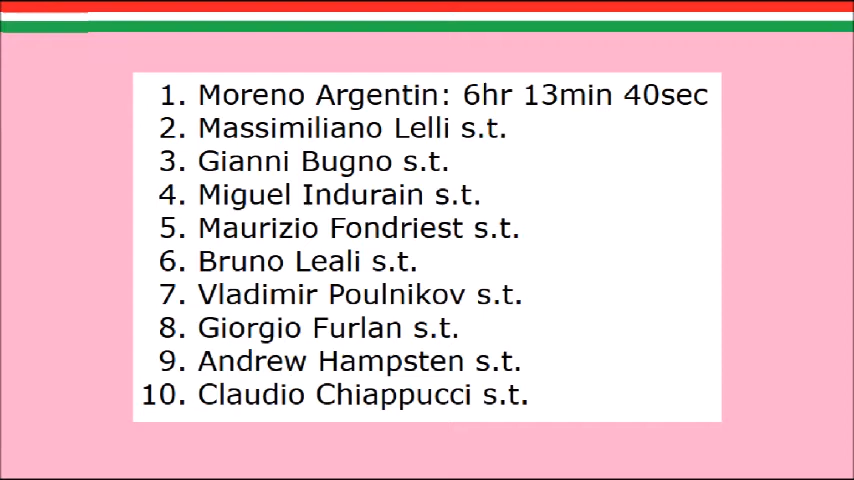 1. Moreno Argentin: 6hr 13min 40sec
2. Massimiliano Lelli s.t.
3. Gianni Bugno s.t.
4. Miguel Indurain s.t.
5. Maurizio Fondriest s.t.
6. Bruno Leali s.t.
7. Vladimir Poulnikov s.t.
8. Giorgio Furlan s.t.
9. Andrew Hampsten s.t.
10. Claudio Chiappucci s.t.